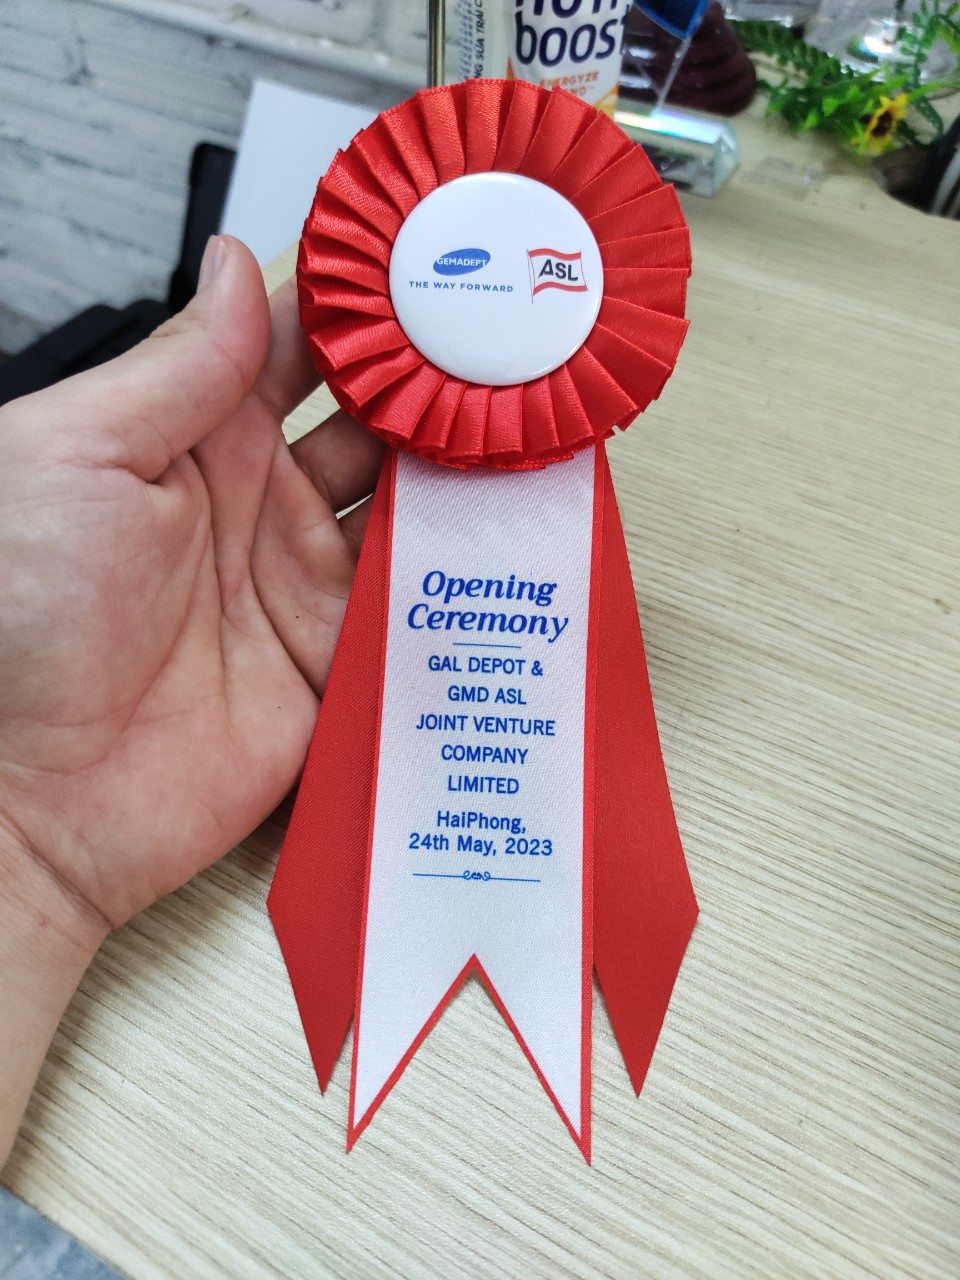 boost
ENERGYZE
GEMADEPT
THE WAY FORWARD
ASL
Opening
Ceremony
GAL DEPOT &
GMD ASL
JOINT VENTURE
COMPANY
LIMITED
HaiPhong,
24th May, 2023